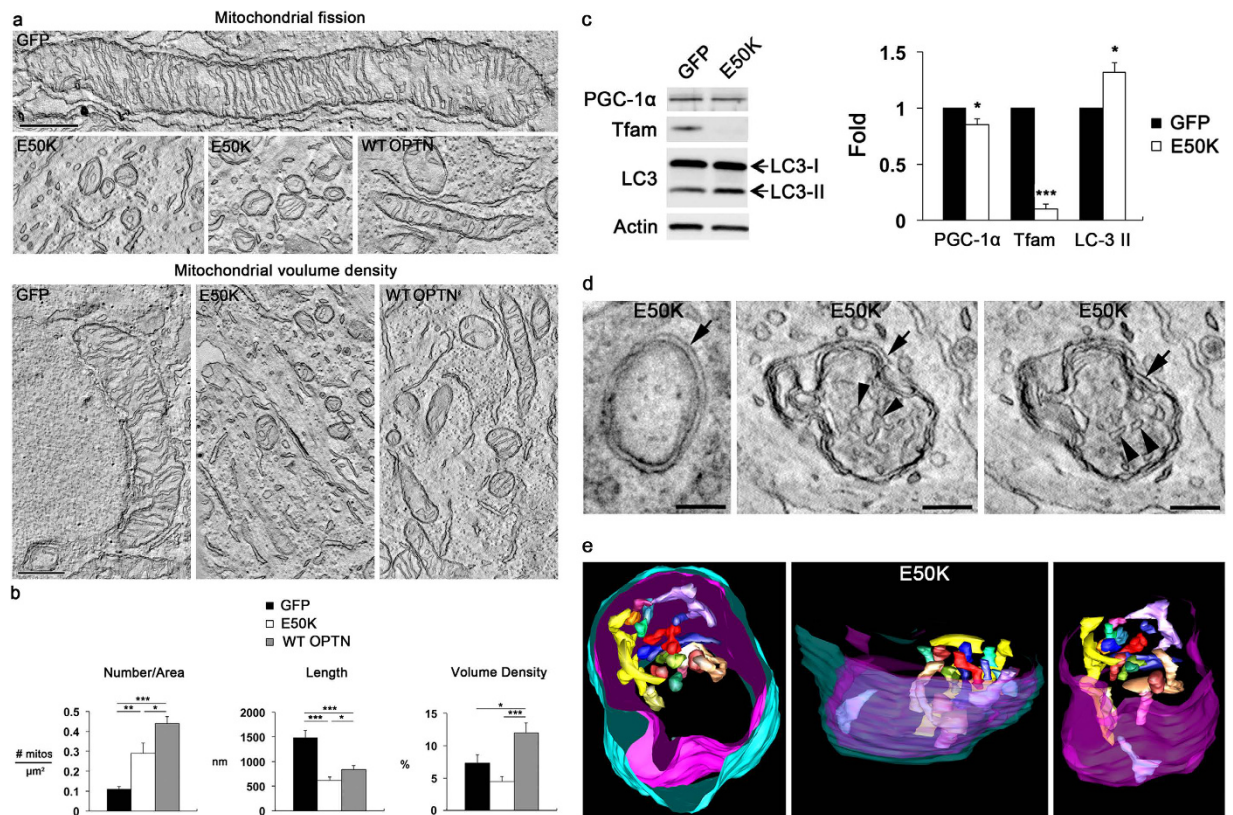 a
Mitochondrial fission
GFP
E50K
E50K
WT OPTN
Mitochondrial voulume density
GFP
E50K
WT OPTN
b
GFP
E50K
WT OPTN
Number/Area
***
** *
0.5
0.4
0.3
0.2
0.1
0
# mitos
µm²
Length
***
*** *
2000
1500
1000
500
0
nm
Volume Density
*
***
15
10
5
0
%
c
GFP E50K
PGC-1α
Tfam
LC3
LC3-I
LC3-II
Actin
Fold
1.5
1
0.5
0
*
***
*
PGC-1α Tfam LC-3 II
GFP
E50K
d
E50K
E50K
E50K
e
E50K